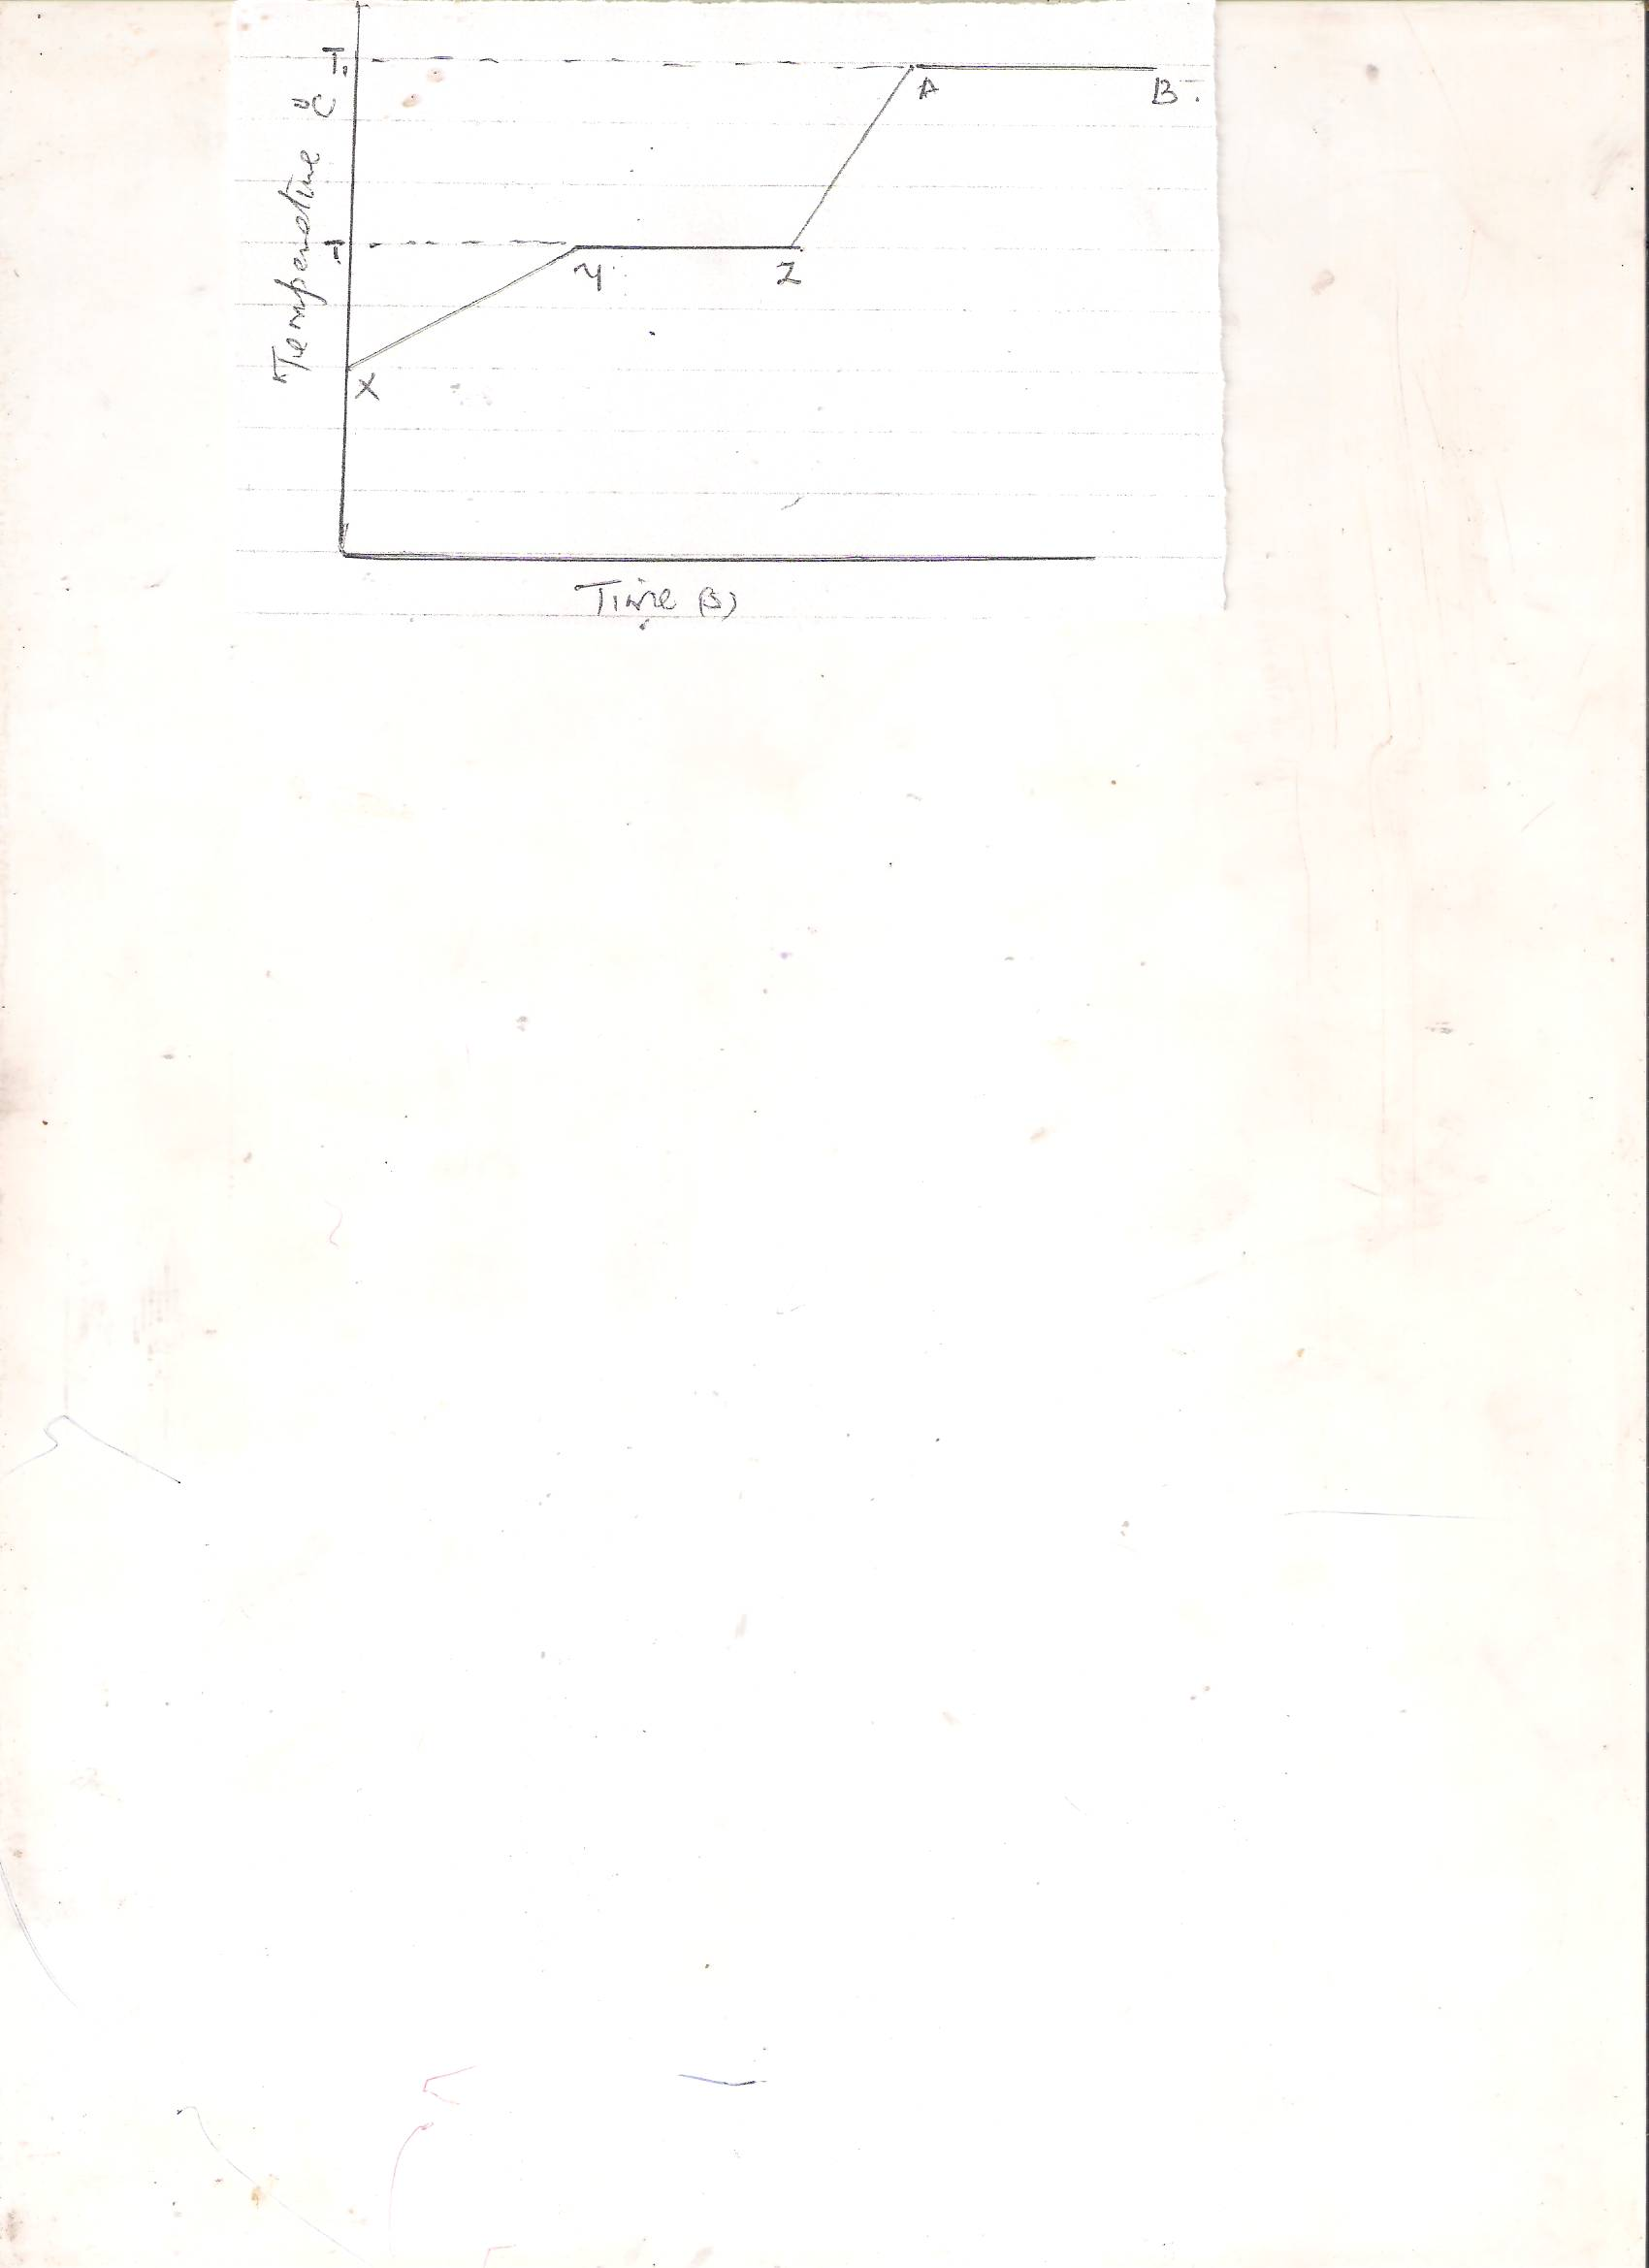 T₁
Temperature °C
A
B.
T
Y
Z
X
Time (s)